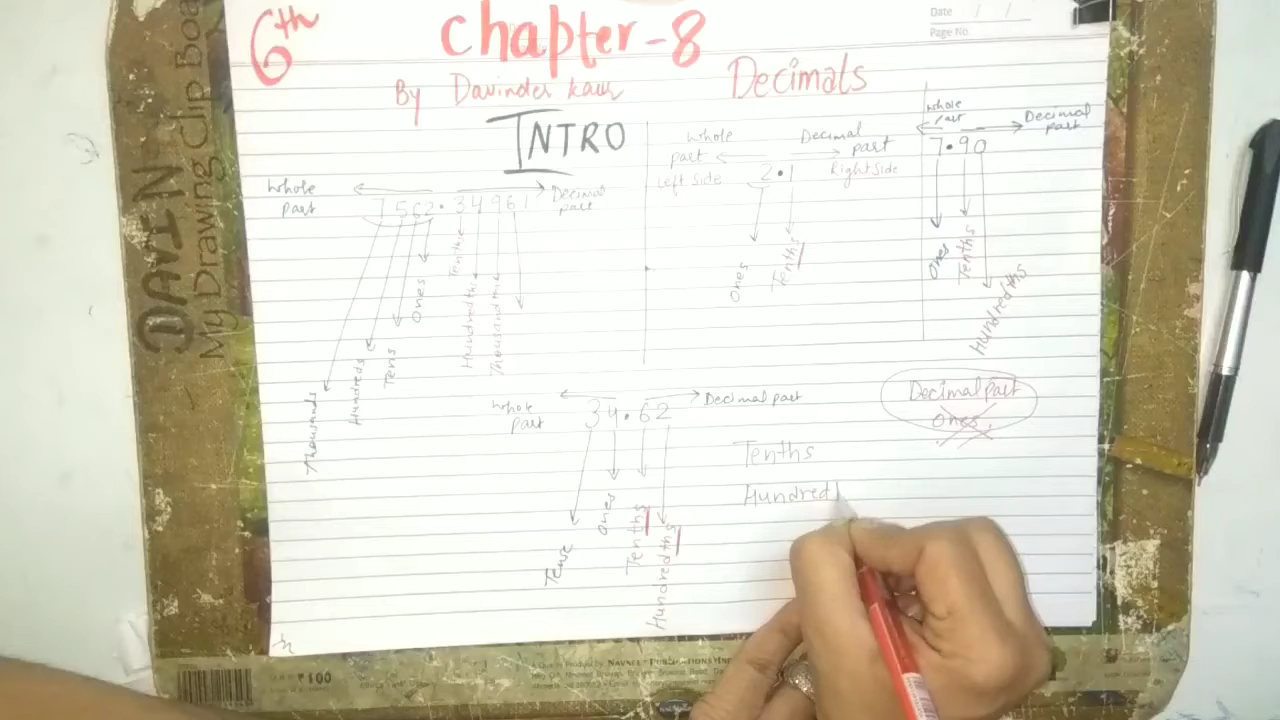 6th
Chapter-8
By Davinder Kaur
Decimals
Date / /
Page No.
INTRO
Whole part
Decimal part
7562.34961
Thousands
Hundreds
Tens
Ones
Tenths
Hundredths
Whole part
Left Side
Decimal part
Right Side
2.1
Ones
Tenths
Whole part
Decimal part
7.90
Ones
Tenths
Hundredths
Whole part
Decimal part
34.62
Tens
Ones
Tenths
Hundredths
Decimal part
Ones
Tenths
Hundred
DAVIN
My Drawing Clip Boa
₹100